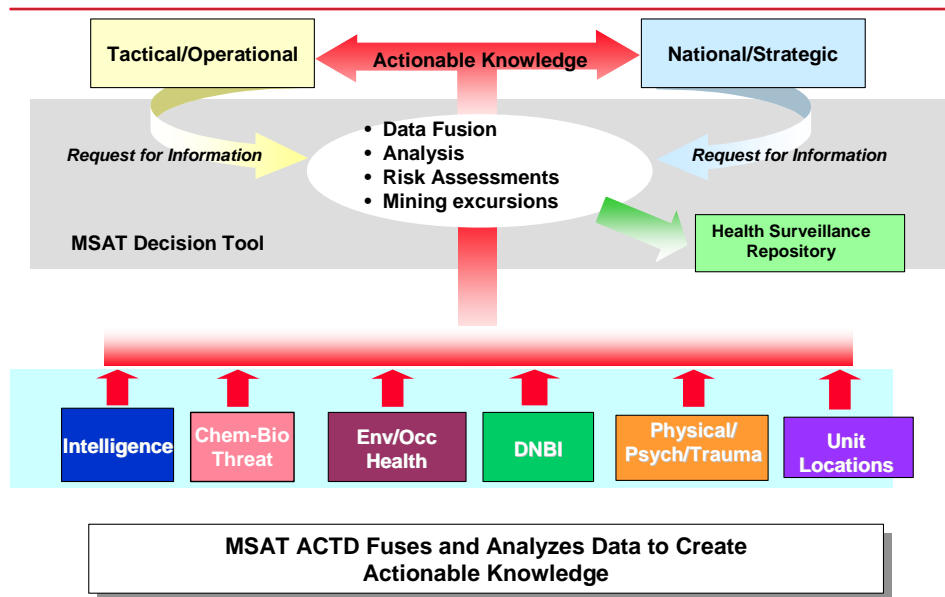 Tactical/Operational
Actionable Knowledge
National/Strategic
• Data Fusion
• Analysis
• Risk Assessments
• Mining excursions
Request for Information
Request for Information
MSAT Decision Tool
Health Surveillance
Repository
Intelligence
Chem-Bio
Threat
Env/Occ
Health
DNBI
Physical/
Psych/Trauma
Unit
Locations
MSAT ACTD Fuses and Analyzes Data to Create
Actionable Knowledge